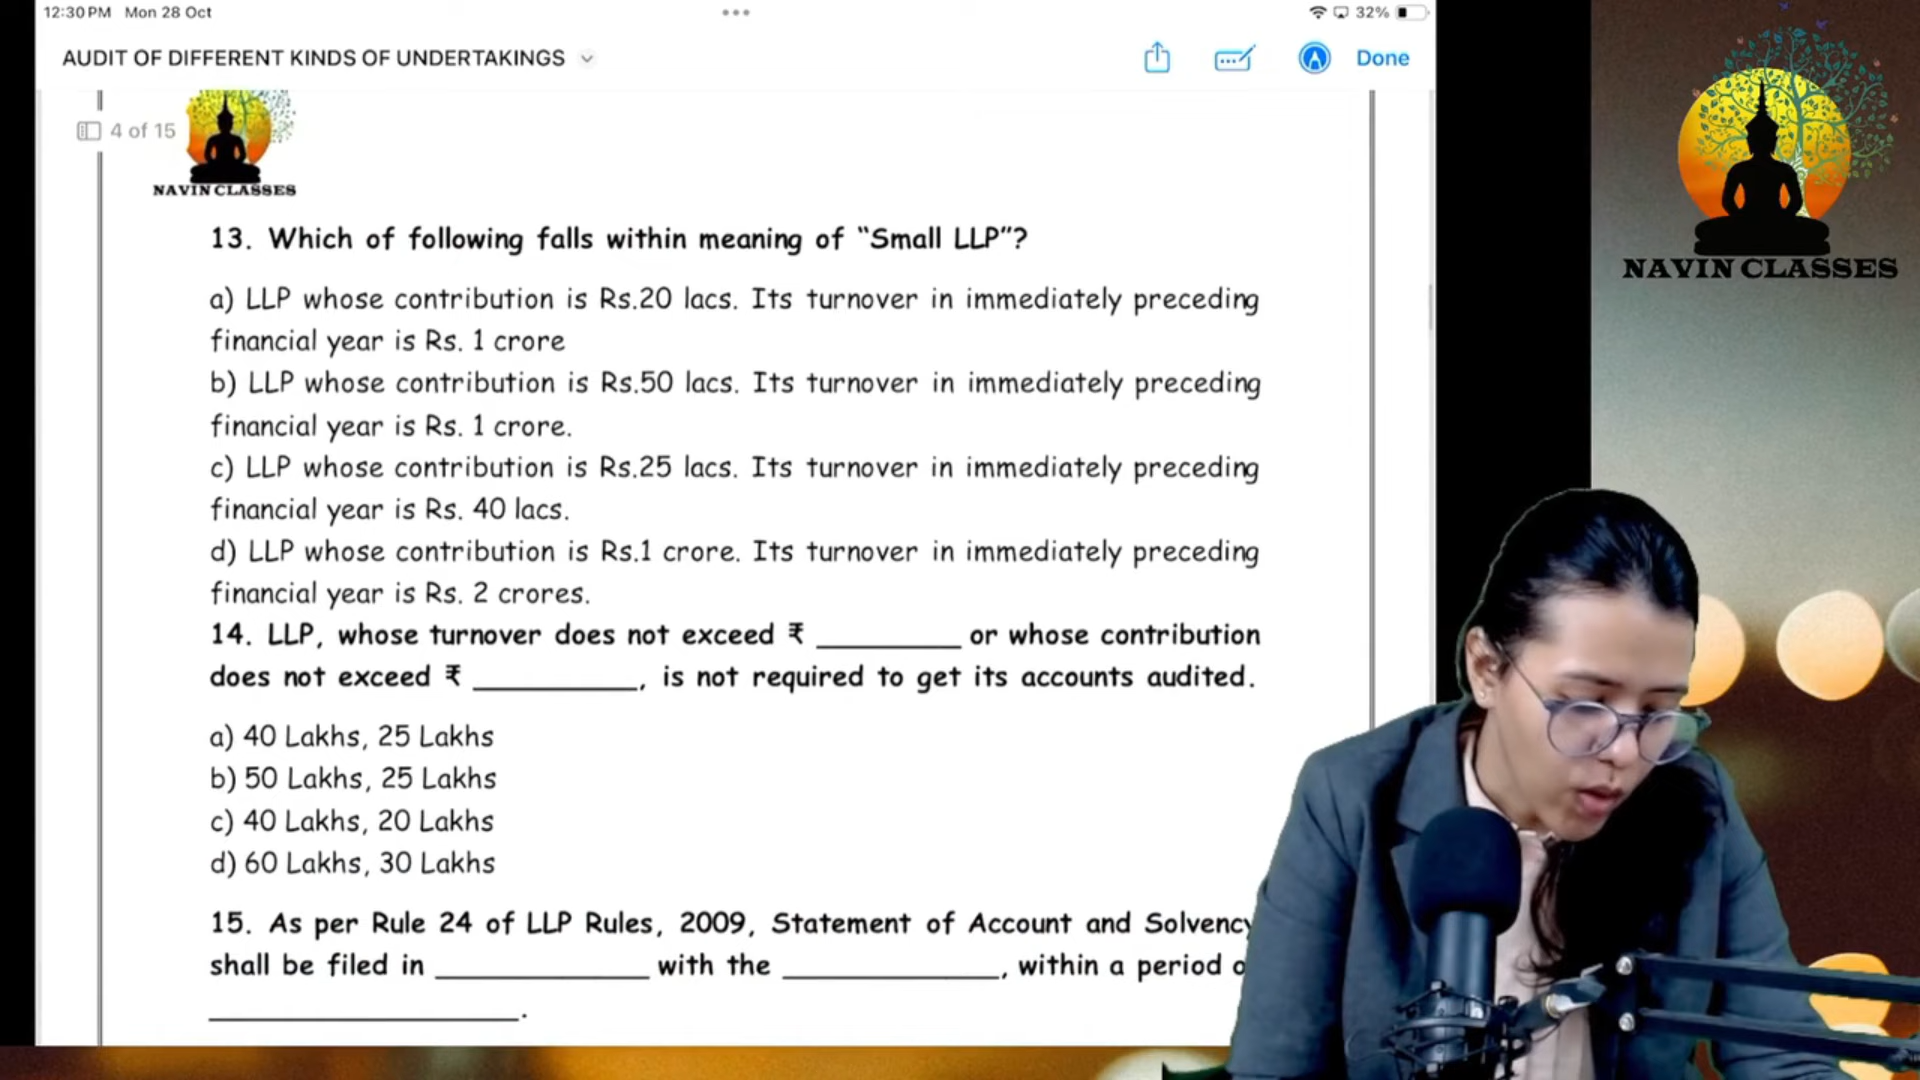 12:30 PM Mon 28 Oct
32%
AUDIT OF DIFFERENT KINDS OF UNDERTAKINGS
Done
4 of 15
NAVIN CLASSES
NAVIN CLASSES
13. Which of following falls within meaning of “Small LLP”?
a) LLP whose contribution is Rs.20 lacs. Its turnover in immediately preceding
financial year is Rs. 1 crore
b) LLP whose contribution is Rs.50 lacs. Its turnover in immediately preceding
financial year is Rs. 1 crore.
c) LLP whose contribution is Rs.25 lacs. Its turnover in immediately preceding
financial year is Rs. 40 lacs.
d) LLP whose contribution is Rs.1 crore. Its turnover in immediately preceding
financial year is Rs. 2 crores.
14. LLP, whose turnover does not exceed ₹ __________ or whose contribution
does not exceed ₹ ___________, is not required to get its accounts audited.
a) 40 Lakhs, 25 Lakhs
b) 50 Lakhs, 25 Lakhs
c) 40 Lakhs, 20 Lakhs
d) 60 Lakhs, 30 Lakhs
15. As per Rule 24 of LLP Rules, 2009, Statement of Account and Solvency
shall be filed in ______________ with the ______________, within a period o
____________________.